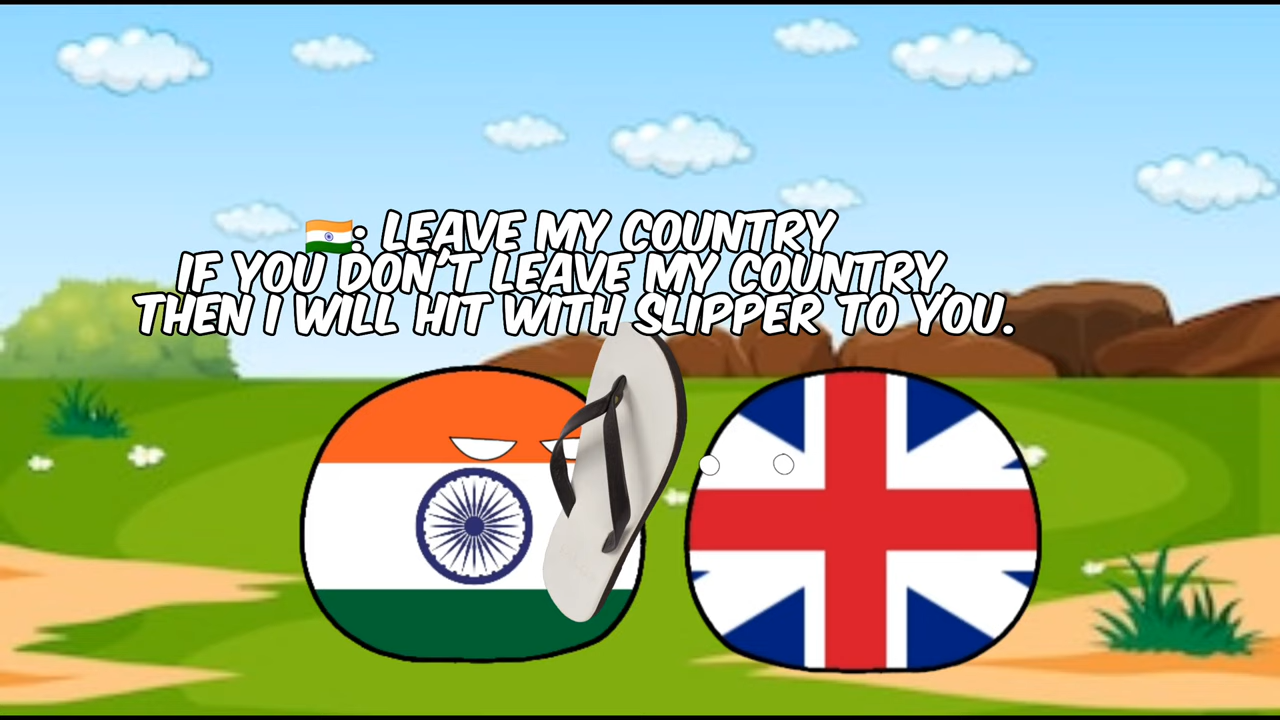 🇮🇳: LEAVE MY COUNTRY
IF YOU DON'T LEAVE MY COUNTRY,
THEN I WILL HIT WITH SLIPPER TO YOU.